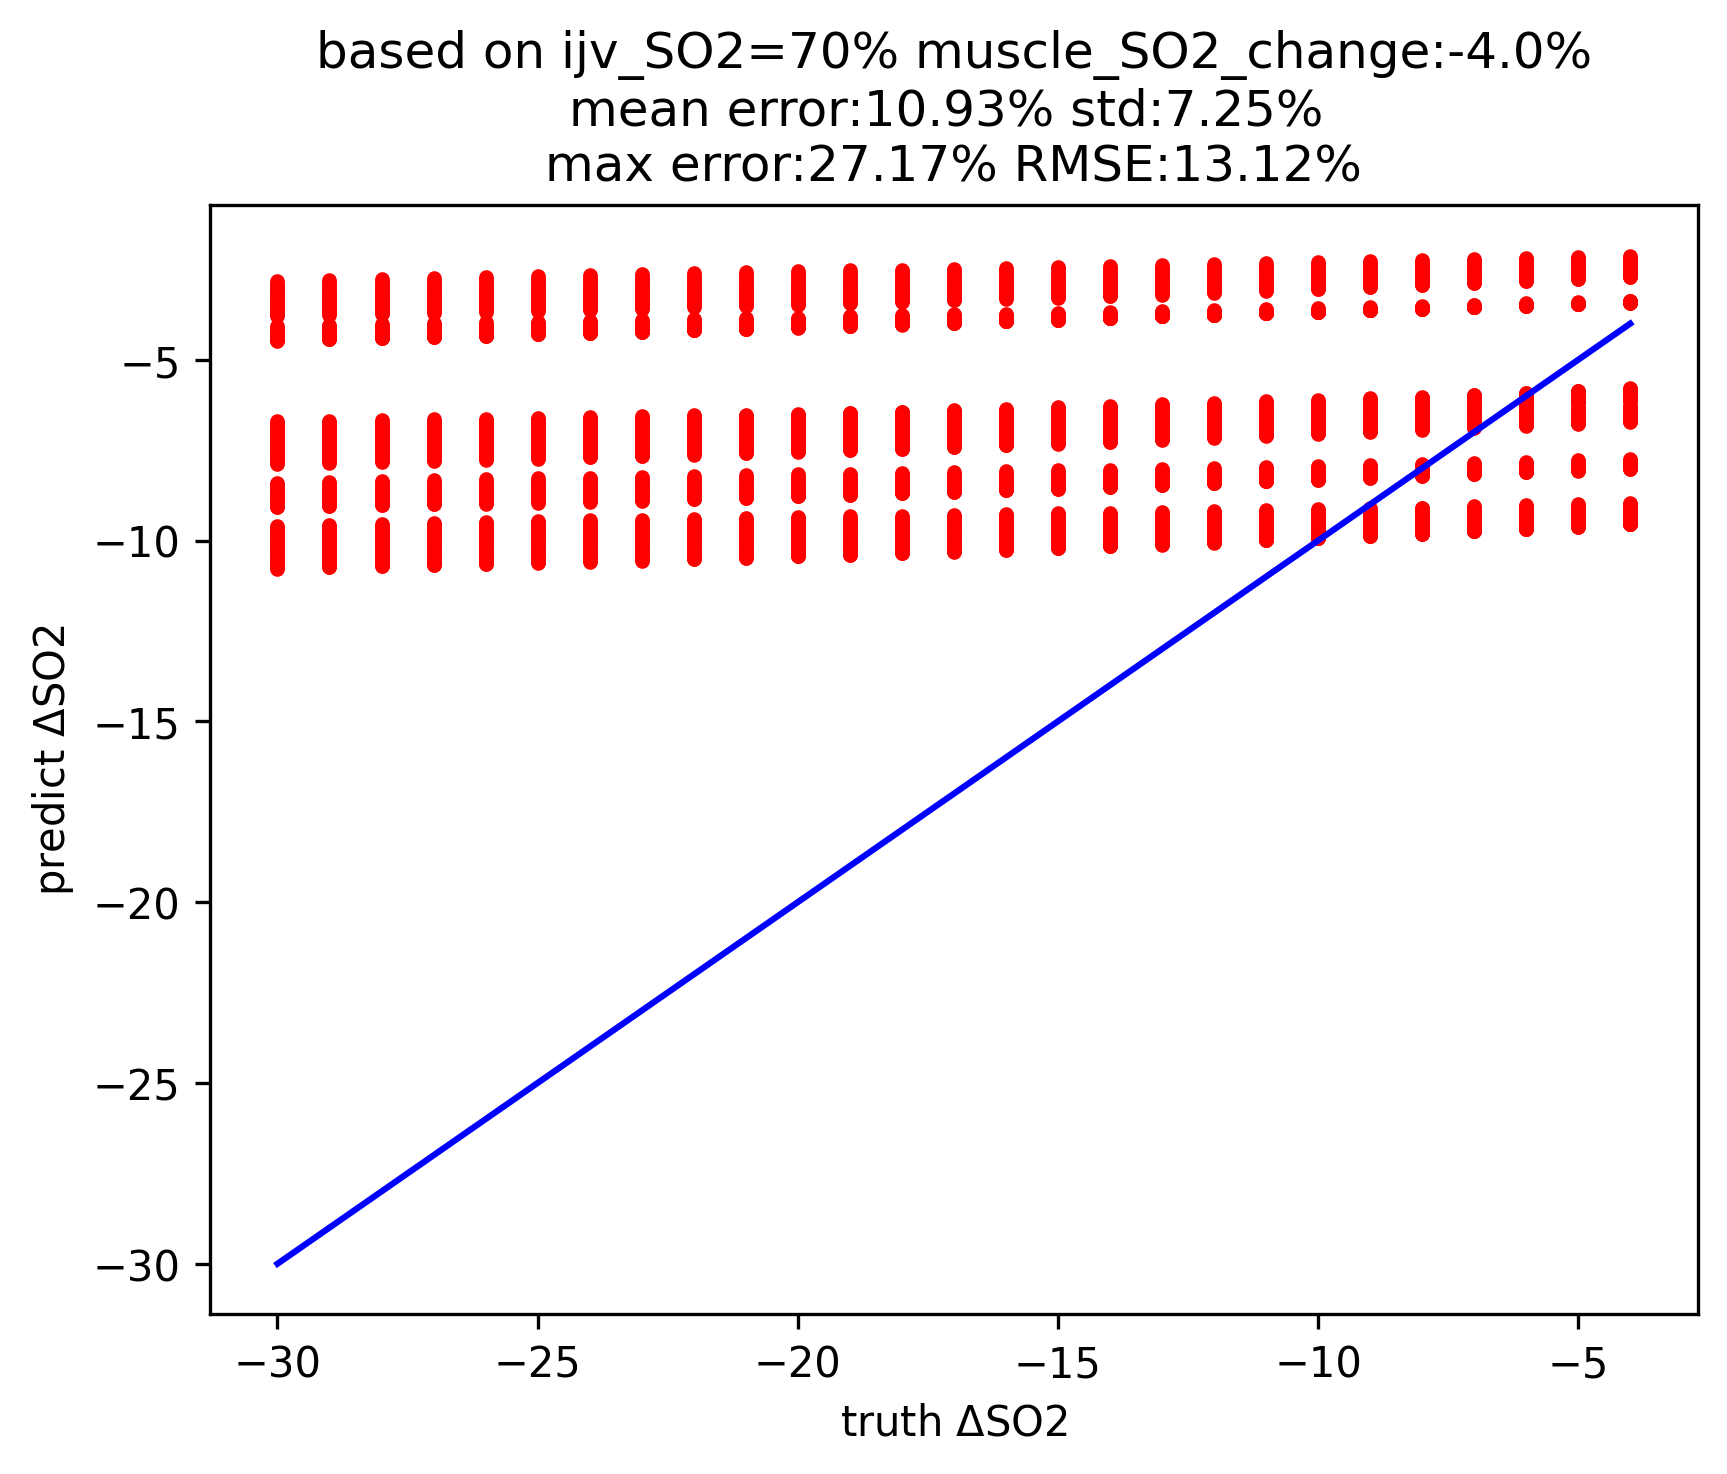 based on ijv_SO2=70% muscle_SO2_change:-4.0%
mean error:10.93% std:7.25%
max error:27.17% RMSE:13.12%
−5
−10
−15
−20
−25
−30
predict ΔSO2
−30 −25 −20 −15 −10 −5
truth ΔSO2